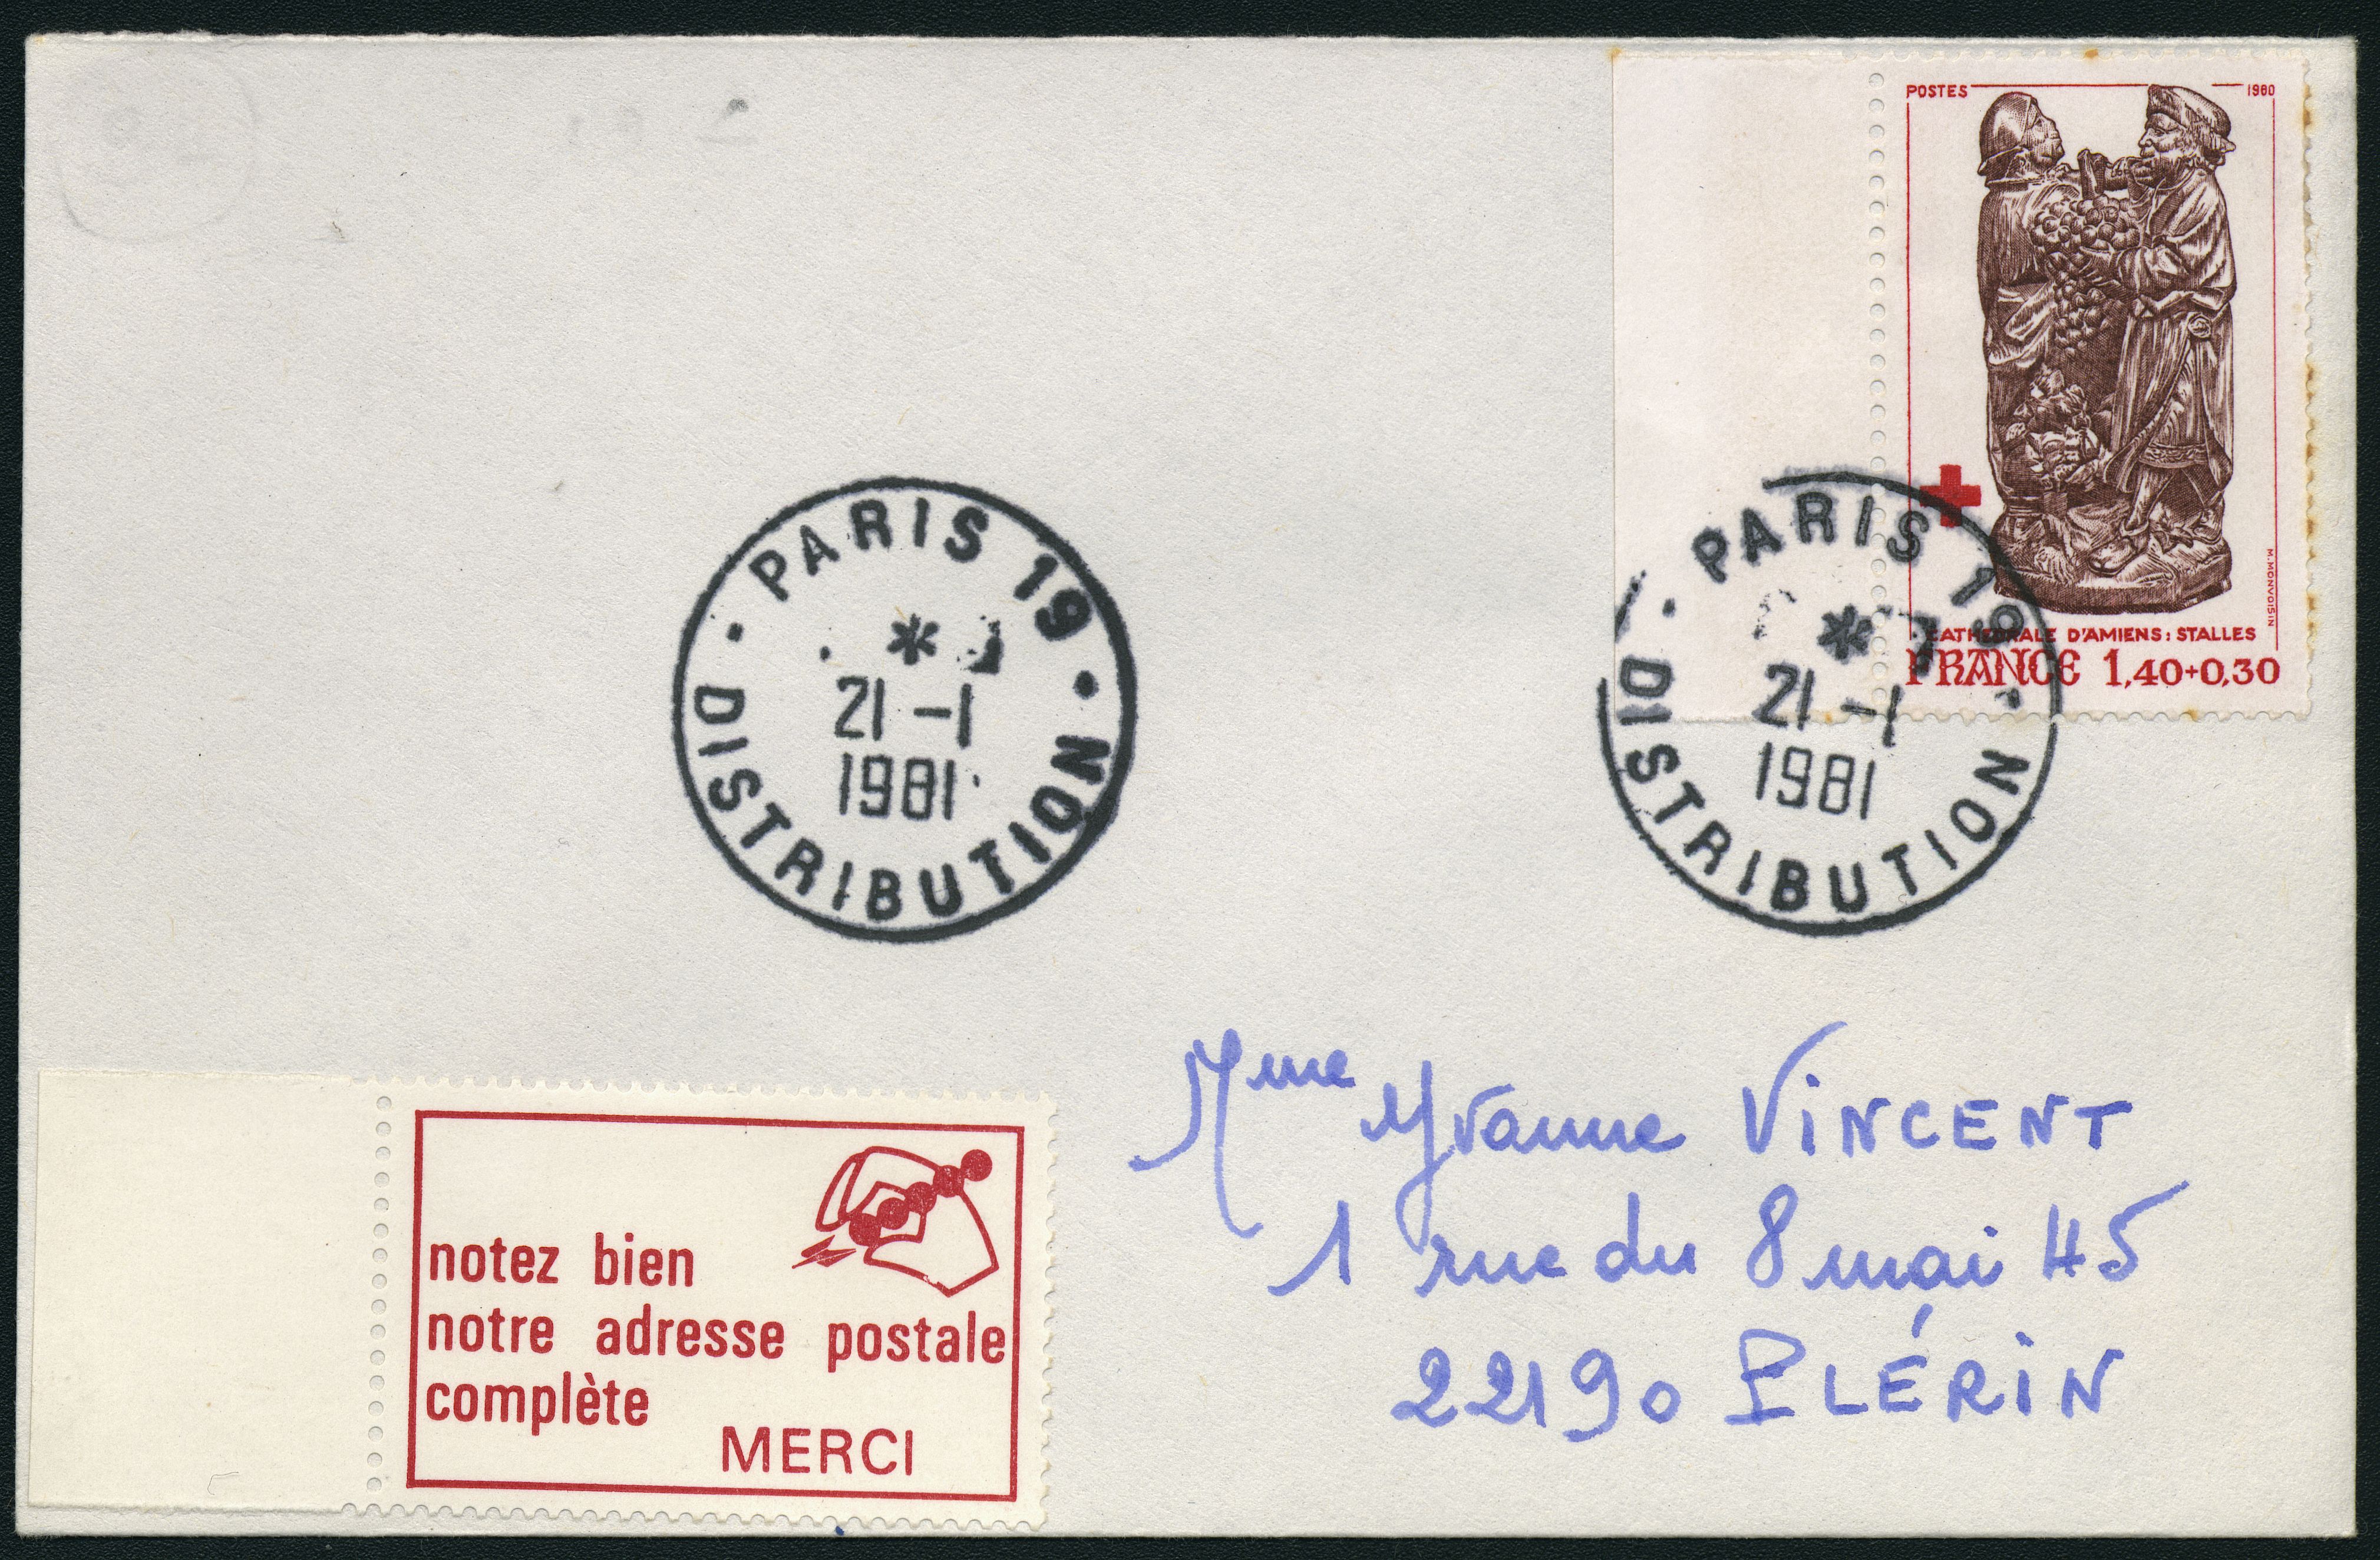 POSTES 1980
M. MONVOISIN
CATHEDRALE D'AMIENS: STALLES
FRANCE 1,40+0,30
PARIS 19
21 -1
1981
DISTRIBUTION
PARIS 19
21 -1
1981
DISTRIBUTION
Mme Yvonne VINCENT
1 rue du 8 mai 45
22190 PLÉRIN
notez bien
notre adresse postale
complète
MERCI